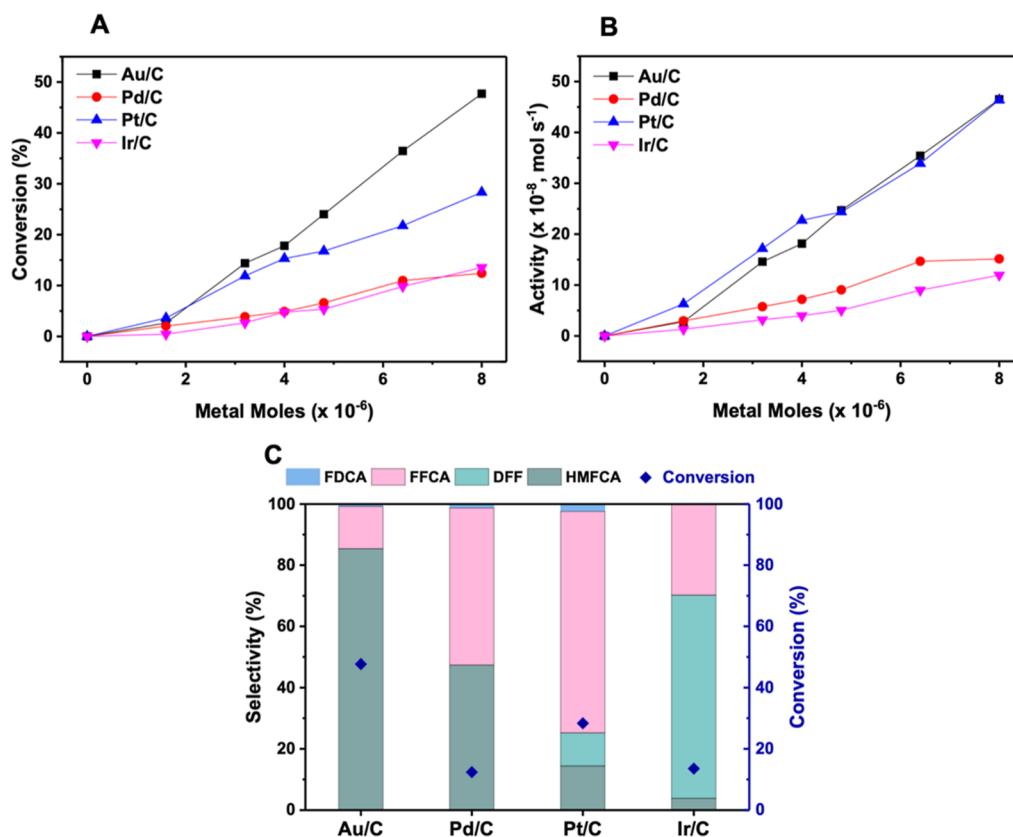 A
Au/C
Pd/C
Pt/C
Ir/C
50
40
30
20
10
0
Conversion (%)
0 2 4 6 8
Metal Moles (x 10⁻⁶)
B
Au/C
Pd/C
Pt/C
Ir/C
50
40
30
20
10
0
Activity (x 10⁻⁸, mol s⁻¹)
0 2 4 6 8
Metal Moles (x 10⁻⁶)
C
FDCA FFCA DFF HMFCA Conversion
100
80
60
40
20
0
Selectivity (%)
100
80
60
40
20
0
Conversion (%)
Au/C Pd/C Pt/C Ir/C